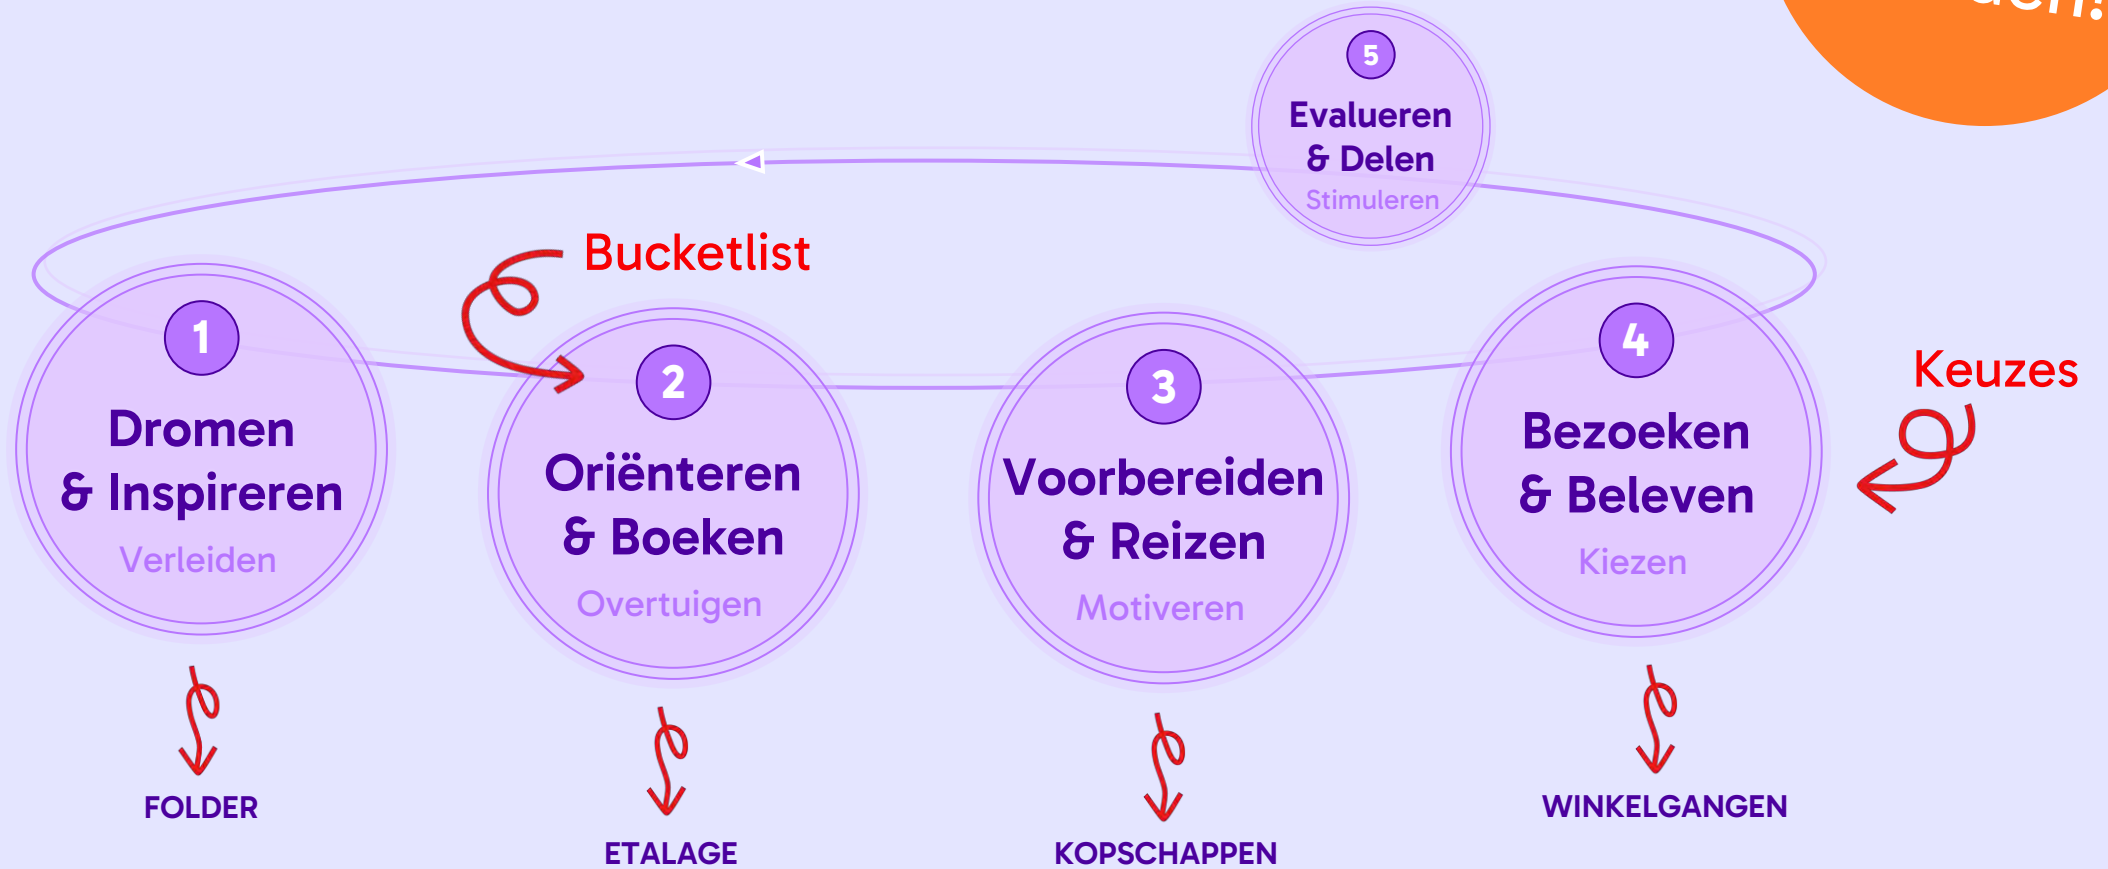 5
Evalueren
& Delen
Stimuleren
Bucketlist
1
Dromen
& Inspireren
Verleiden
2
Oriënteren
& Boeken
Overtuigen
3
Voorbereiden
& Reizen
Motiveren
4
Bezoeken
& Beleven
Kiezen
Keuzes
FOLDER
ETALAGE
KOPSCHAPPEN
WINKELGANGEN